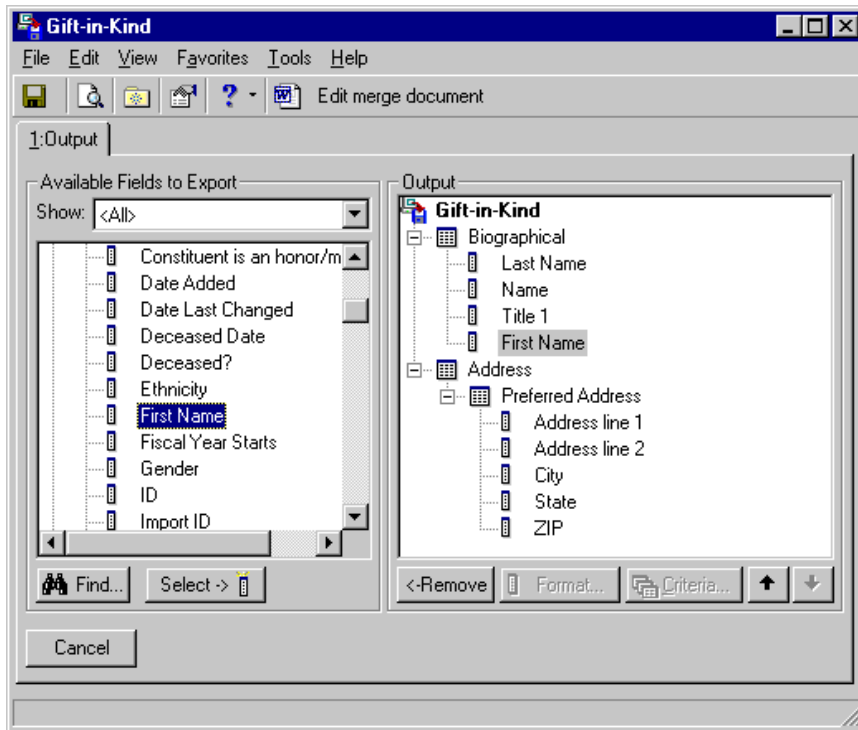 Gift-in-Kind
File Edit View Favorites Tools Help
? Edit merge document
1:Output
Available Fields to Export
Show: <All>
Constituent is an honor/m
Date Added
Date Last Changed
Deceased Date
Deceased?
Ethnicity
First Name
Fiscal Year Starts
Gender
ID
Import ID
Find... Select ->
Output
Gift-in-Kind
Biographical
Last Name
Name
Title 1
First Name
Address
Preferred Address
Address line 1
Address line 2
City
State
ZIP
<-Remove Format... Criteria...
Cancel